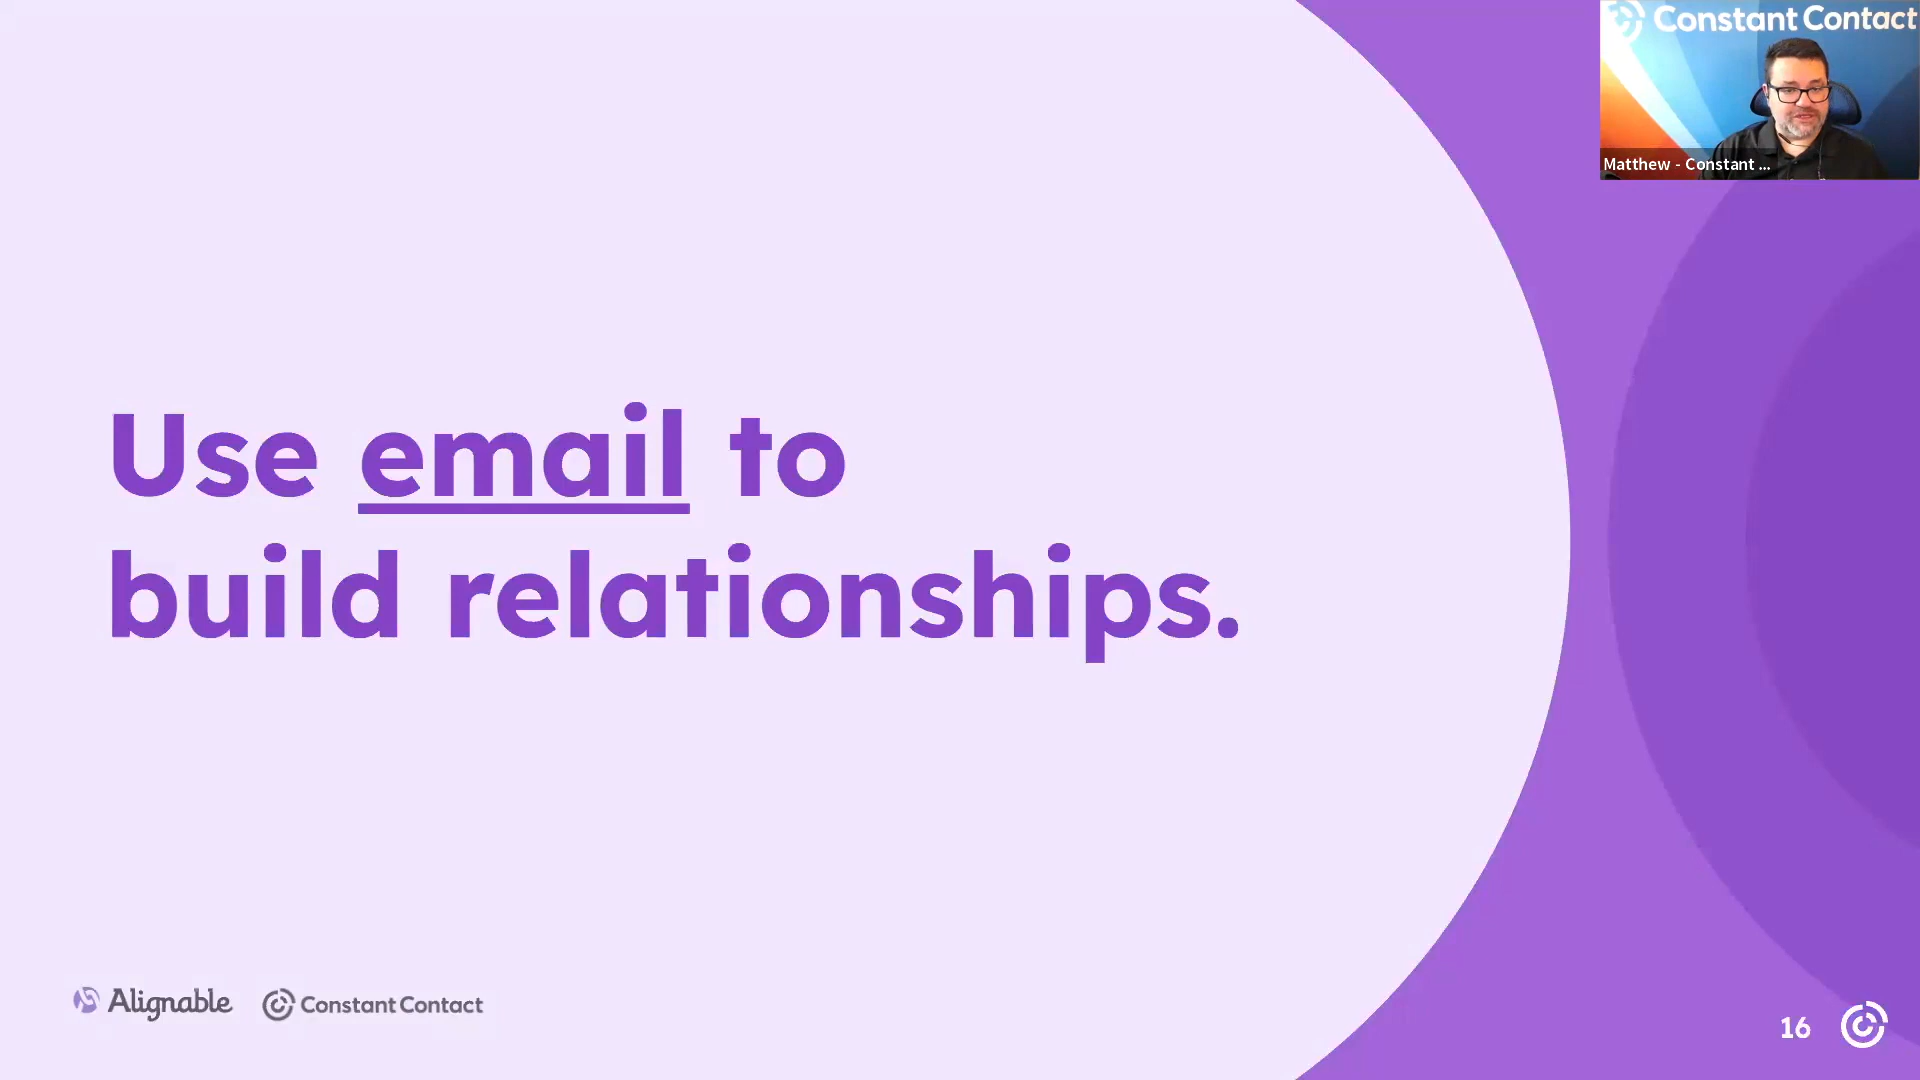 Constant Contact
Matthew - Constant ...
Use email to
build relationships.
Alignable
Constant Contact
16